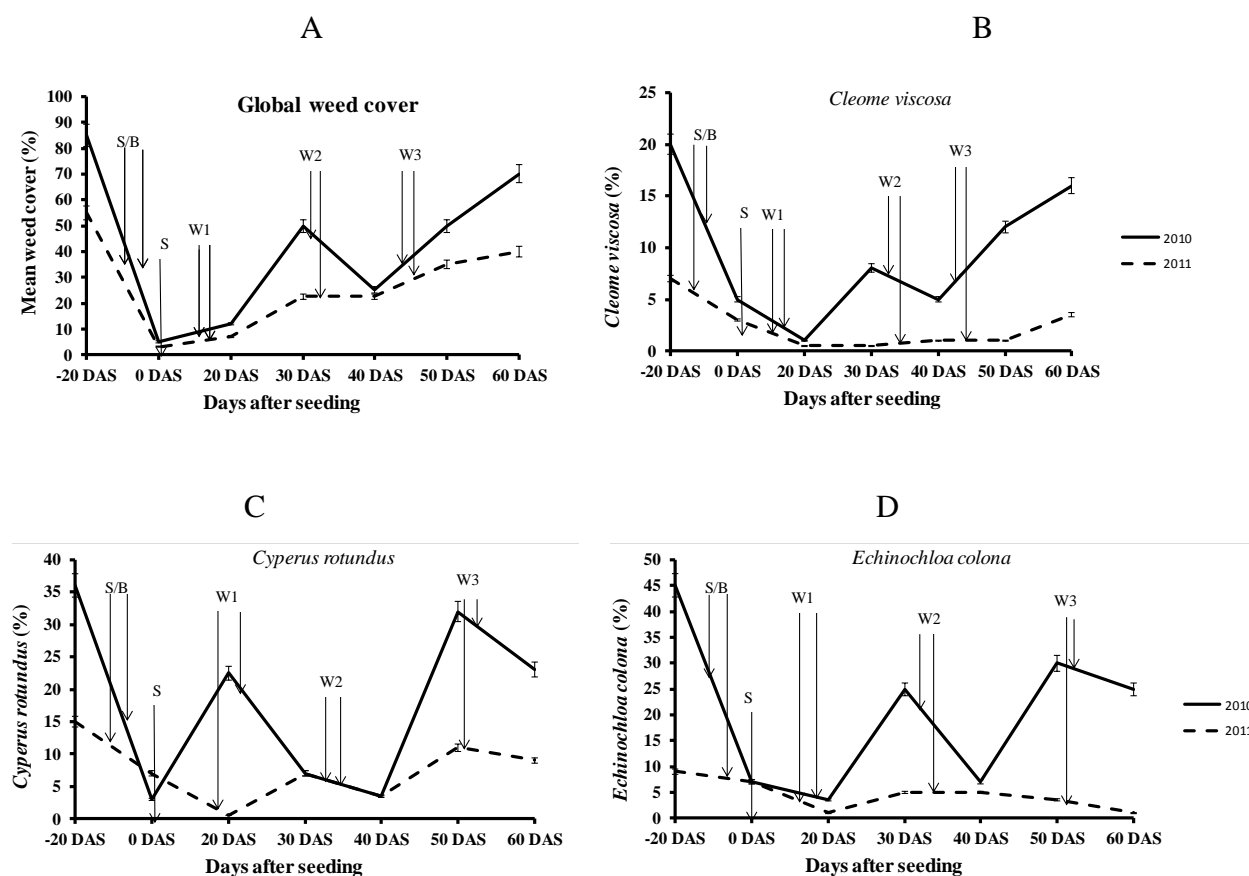 A
Global weed cover
Mean weed cover (%)
100
90
80
70
60
50
40
30
20
10
0
S/B
S
W1
W2
W3
-20 DAS 0 DAS 20 DAS 30 DAS 40 DAS 50 DAS 60 DAS
Days after seeding
B
Cleome viscosa
Cleome viscosa (%)
25
20
15
10
5
0
S/B
S
W1
W2
W3
-20 DAS 0 DAS 20 DAS 30 DAS 40 DAS 50 DAS 60 DAS
Days after seeding
2010
2011
C
Cyperus rotundus
Cyperus rotundus (%)
40
35
30
25
20
15
10
5
0
S/B
S
W1
W2
W3
-20 DAS 0 DAS 20 DAS 30 DAS 40 DAS 50 DAS 60 DAS
Days after seeding
D
Echinochloa colona
Echinochloa colona (%)
50
45
40
35
30
25
20
15
10
5
0
S/B
S
W1
W2
W3
-20 DAS 0 DAS 20 DAS 30 DAS 40 DAS 50 DAS 60 DAS
Days after seeding
2010
2011